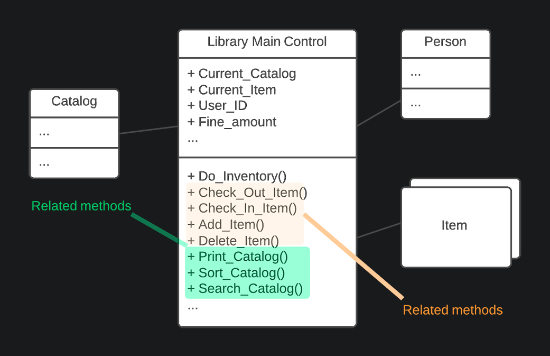 Library Main Control
+ Current_Catalog
+ Current_Item
+ User_ID
+ Fine_amount
...
+ Do_Inventory()
+ Check_Out_Item()
+ Check_In_Item()
+ Add_Item()
+ Delete_Item()
+ Print_Catalog()
+ Sort_Catalog()
+ Search_Catalog()
...
Catalog
...
...
Related methods
Person
...
...
Item
Related methods